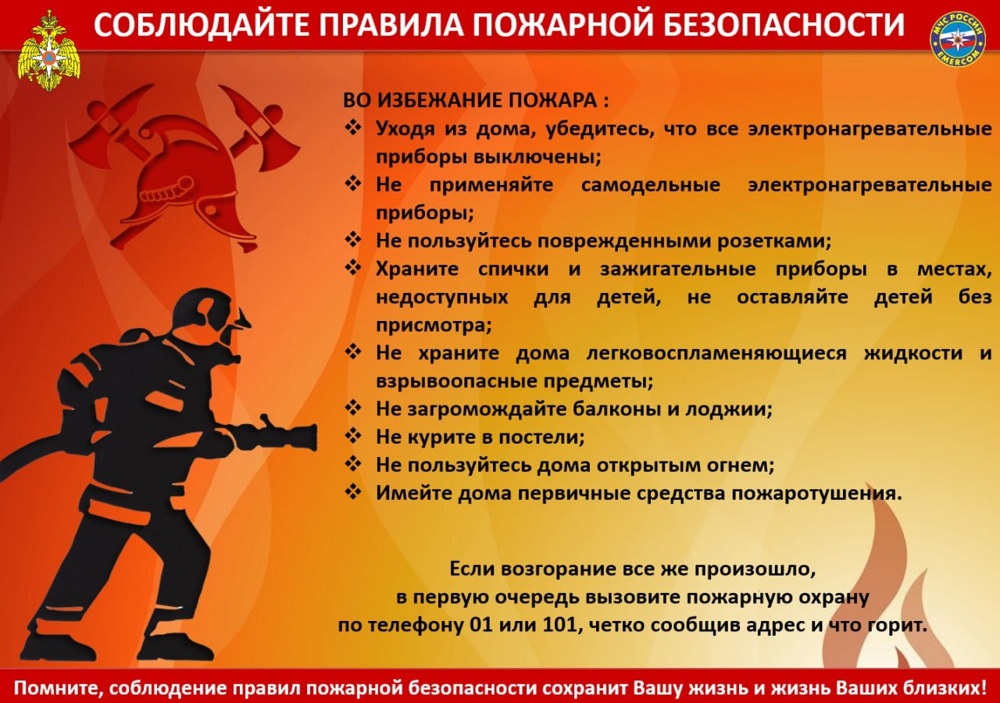 СОБЛЮДАЙТЕ ПРАВИЛА ПОЖАРНОЙ БЕЗОПАСНОСТИ
МЧС РОССИИ
EMERCOM
ВО ИЗБЕЖАНИЕ ПОЖАРА :
❖ Уходя из дома, убедитесь, что все электронагревательные
приборы выключены;
❖ Не применяйте самодельные электронагревательные
приборы;
❖ Не пользуйтесь поврежденными розетками;
❖ Храните спички и зажигательные приборы в местах,
недоступных для детей, не оставляйте детей без
присмотра;
❖ Не храните дома легковоспламеняющиеся жидкости и
взрывоопасные предметы;
❖ Не загромождайте балконы и лоджии;
❖ Не курите в постели;
❖ Не пользуйтесь дома открытым огнем;
❖ Имейте дома первичные средства пожаротушения.
Если возгорание все же произошло,
в первую очередь вызовите пожарную охрану
по телефону 01 или 101, четко сообщив адрес и что горит.
Помните, соблюдение правил пожарной безопасности сохранит Вашу жизнь и жизнь Ваших близких!